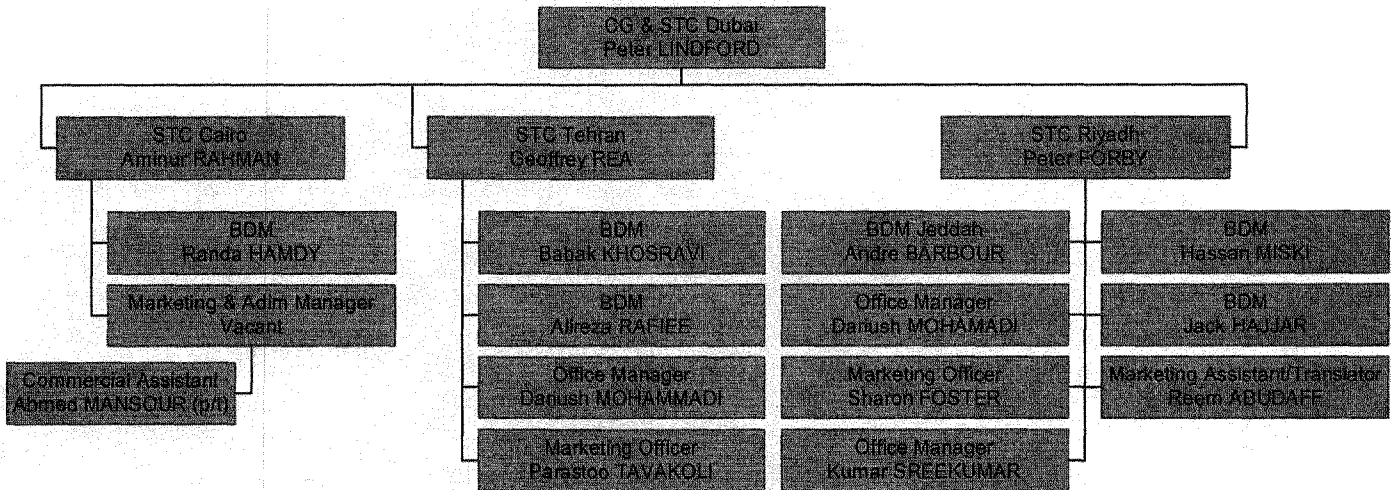 CG & STC Dubai
Peter LINDFORD
STC Cairo
Aminur RAHMAN
STC Tehran
Geoffrey REA
STC Riyadh
Peter FORBY
BDM
Randa HAMDY
Marketing & Adim Manager
Vacant
Commercial Assistant
Ahmed MANSOUR (p/t)
BDM
Babak KHOSRAVI
BDM
Alireza RAFIEE
Office Manager
Dariush MOHAMMADI
Marketing Officer
Parastoo TAVAKOLI
BDM Jeddah
Andre BARBOUR
Office Manager
Dariush MOHAMADI
Marketing Officer
Sharon FOSTER
Office Manager
Kumar SREEKUMAR
BDM
Hassan MISKI
BDM
Jack HAJJAR
Marketing Assistant/Translator
Reem ABUDAFF